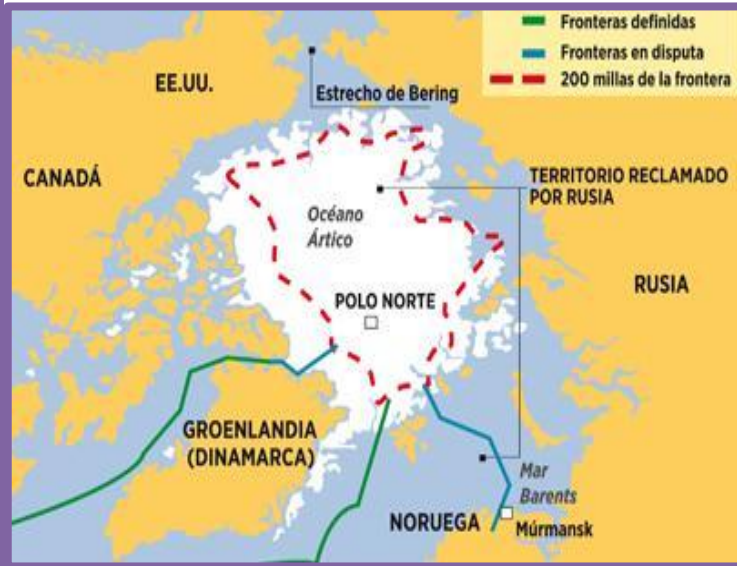 Fronteras definidas
Fronteras en disputa
200 millas de la frontera
EE.UU.
Estrecho de Bering
CANADÁ
TERRITORIO RECLAMADO
POR RUSIA
Océano
Ártico
RUSIA
POLO NORTE
GROENLANDIA
(DINAMARCA)
Mar
Barents
NORUEGA
Múrmansk